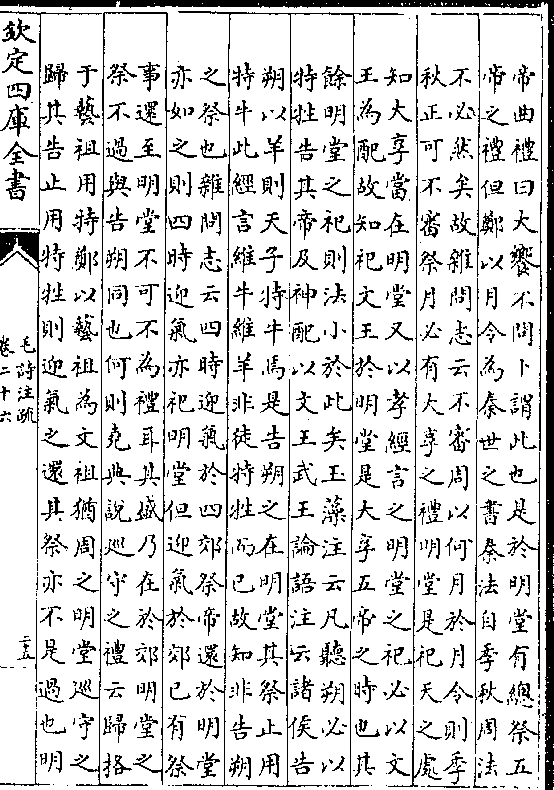 帝曲禮曰大饗不問卜謂此也是於明堂有總祭五
帝之禮但鄭以月令為秦世之書秦法自季秋周法
不必然矣故雜問志云不審周以何月於月令則季
秋正可不審祭月必有大享之禮明堂是祀天之處
知大享當在明堂又以孝經言之明堂之祀必以文
王為配故知祀文王於明堂是大享五帝之時也其
餘明堂之祀則法小於此矣玉藻注云凡聽朔必以
特牲告其帝及神配以文王武王論語注云諸侯告
朔以羊則天子特牛焉是告朔之在明堂其祭止用
特牛此經言維牛維羊非徒特牲而已故知非告朔
之祭也雜問志云四時迎氣於四郊祭帝還於明堂
亦如之則四時迎氣亦祀明堂但迎氣於郊已有祭
事還至明堂不可不為禮耳其盛乃在於郊明堂之
祭不過與告朔同也何則堯典說巡守之禮云歸格
于藝祖用特鄭以藝祖為文祖猶周之明堂巡守之
歸其告止用特牲則迎氣之還其祭亦不是過也明
欽定四庫全書
毛詩注疏
卷二十六
二五